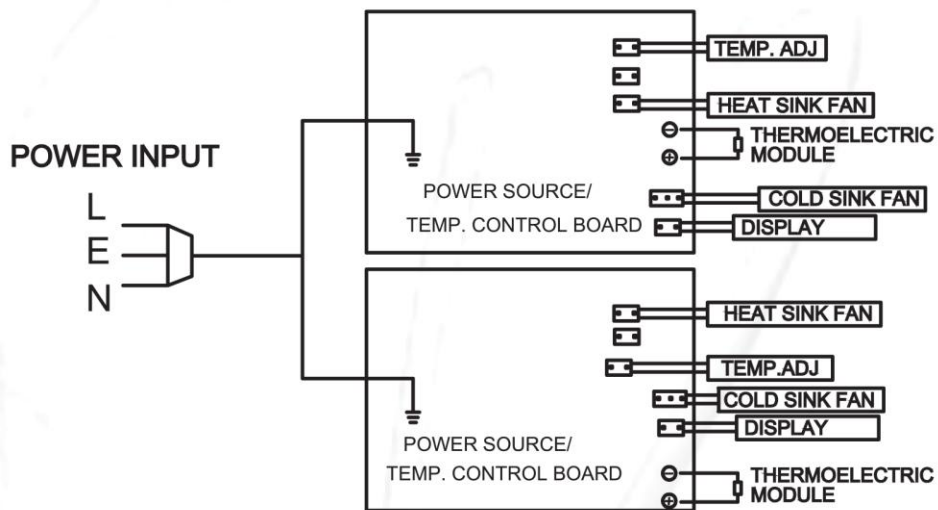 TEMP. ADJ
HEAT SINK FAN
THERMOELECTRIC
MODULE
POWER INPUT
L
E
N
POWER SOURCE/
TEMP. CONTROL BOARD
COLD SINK FAN
DISPLAY
HEAT SINK FAN
TEMP.ADJ
COLD SINK FAN
DISPLAY
POWER SOURCE/
TEMP. CONTROL BOARD
THERMOELECTRIC
MODULE